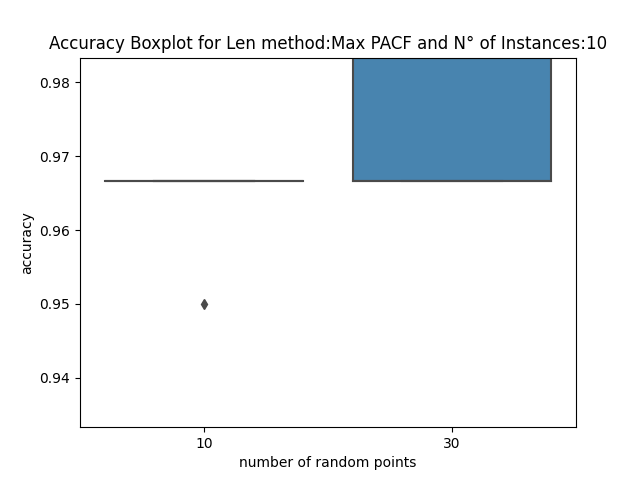 Accuracy Boxplot for Len method:Max PACF and N° of Instances:10
0.98
0.97
0.96
0.95
0.94
accuracy
10
30
number of random points